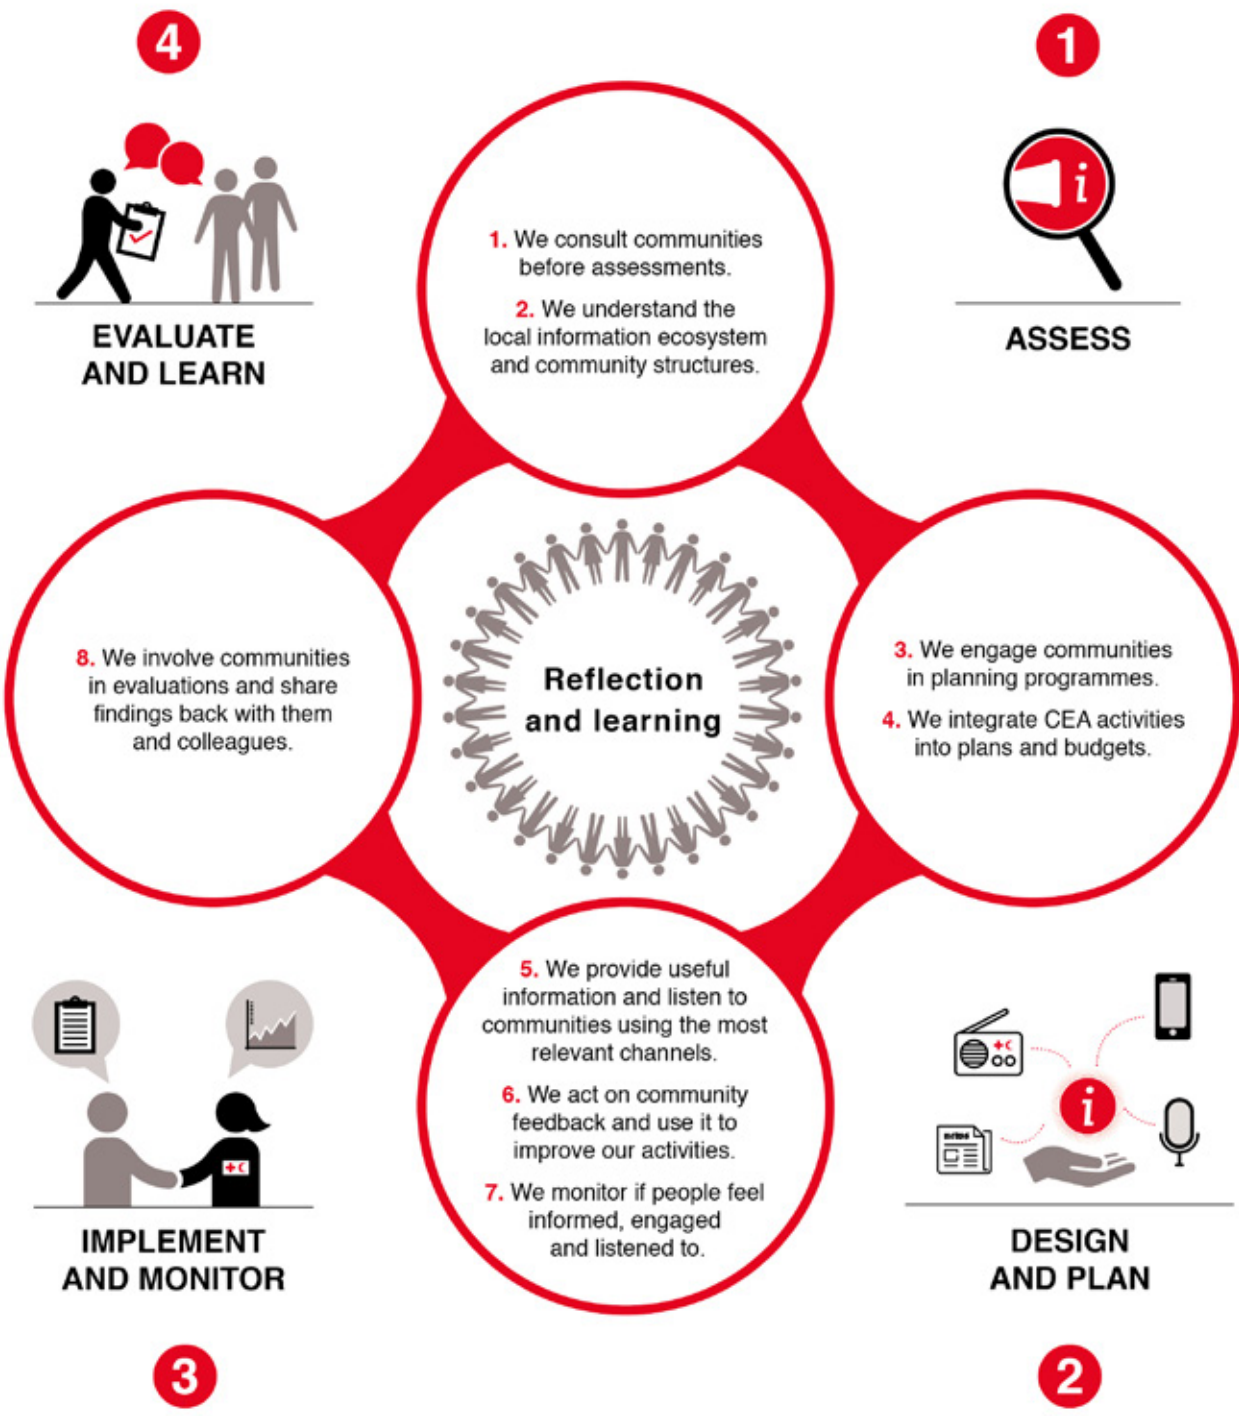 4
EVALUATE
AND LEARN
1
ASSESS
1. We consult communities
before assessments.
2. We understand the
local information ecosystem
and community structures.
8. We involve communities
in evaluations and share
findings back with them
and colleagues.
Reflection
and learning
3. We engage communities
in planning programmes.
4. We integrate CEA activities
into plans and budgets.
5. We provide useful
information and listen to
communities using the most
relevant channels.
6. We act on community
feedback and use it to
improve our activities.
7. We monitor if people feel
informed, engaged
and listened to.
IMPLEMENT
AND MONITOR
3
i
i
DESIGN
AND PLAN
2